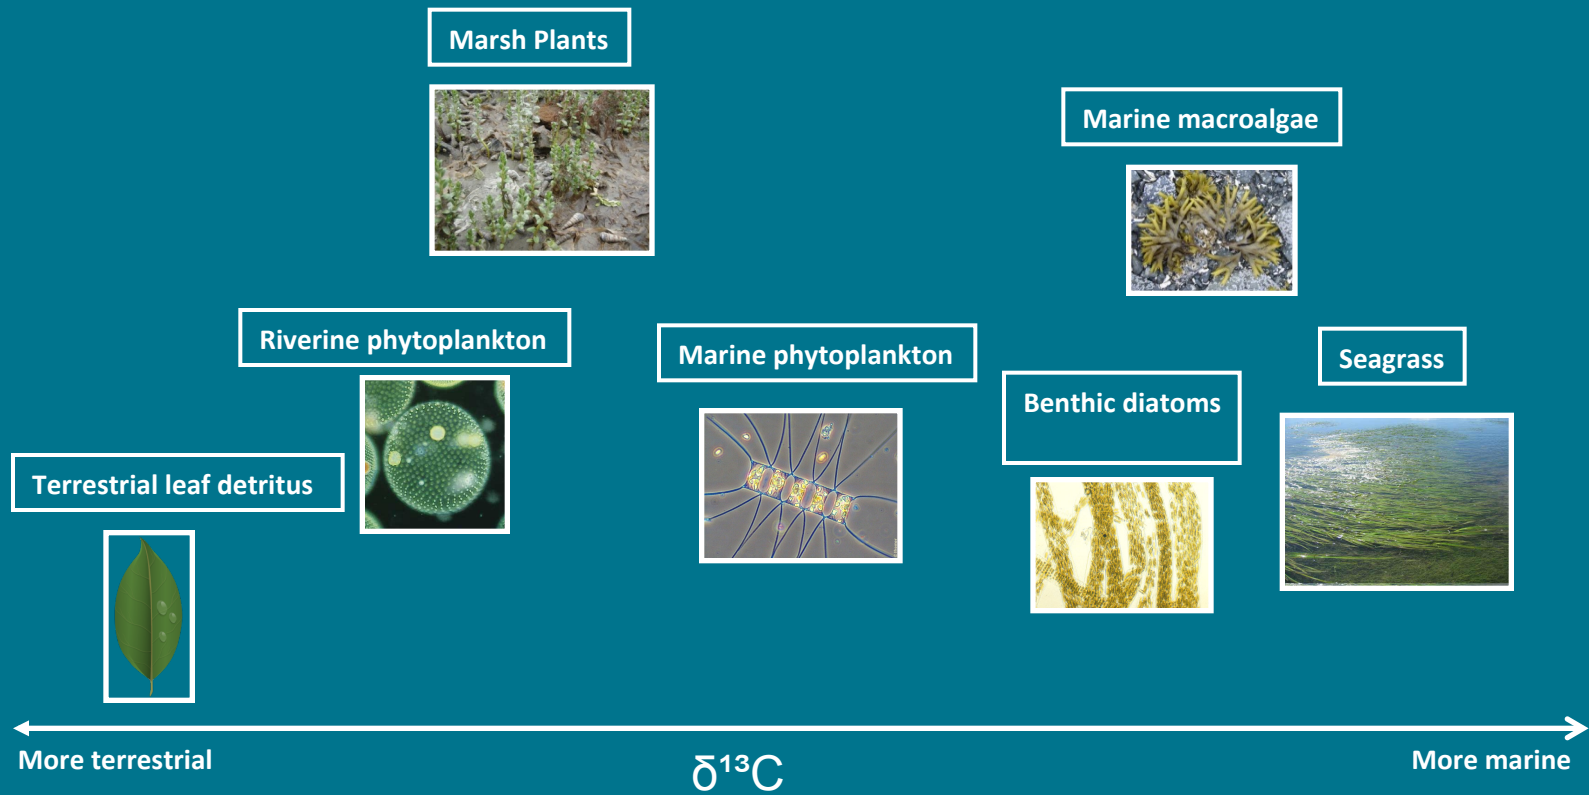 Marsh Plants
Marine macroalgae
Riverine phytoplankton
Marine phytoplankton
Seagrass
Benthic diatoms
Terrestrial leaf detritus
More terrestrial
δ¹³C
More marine